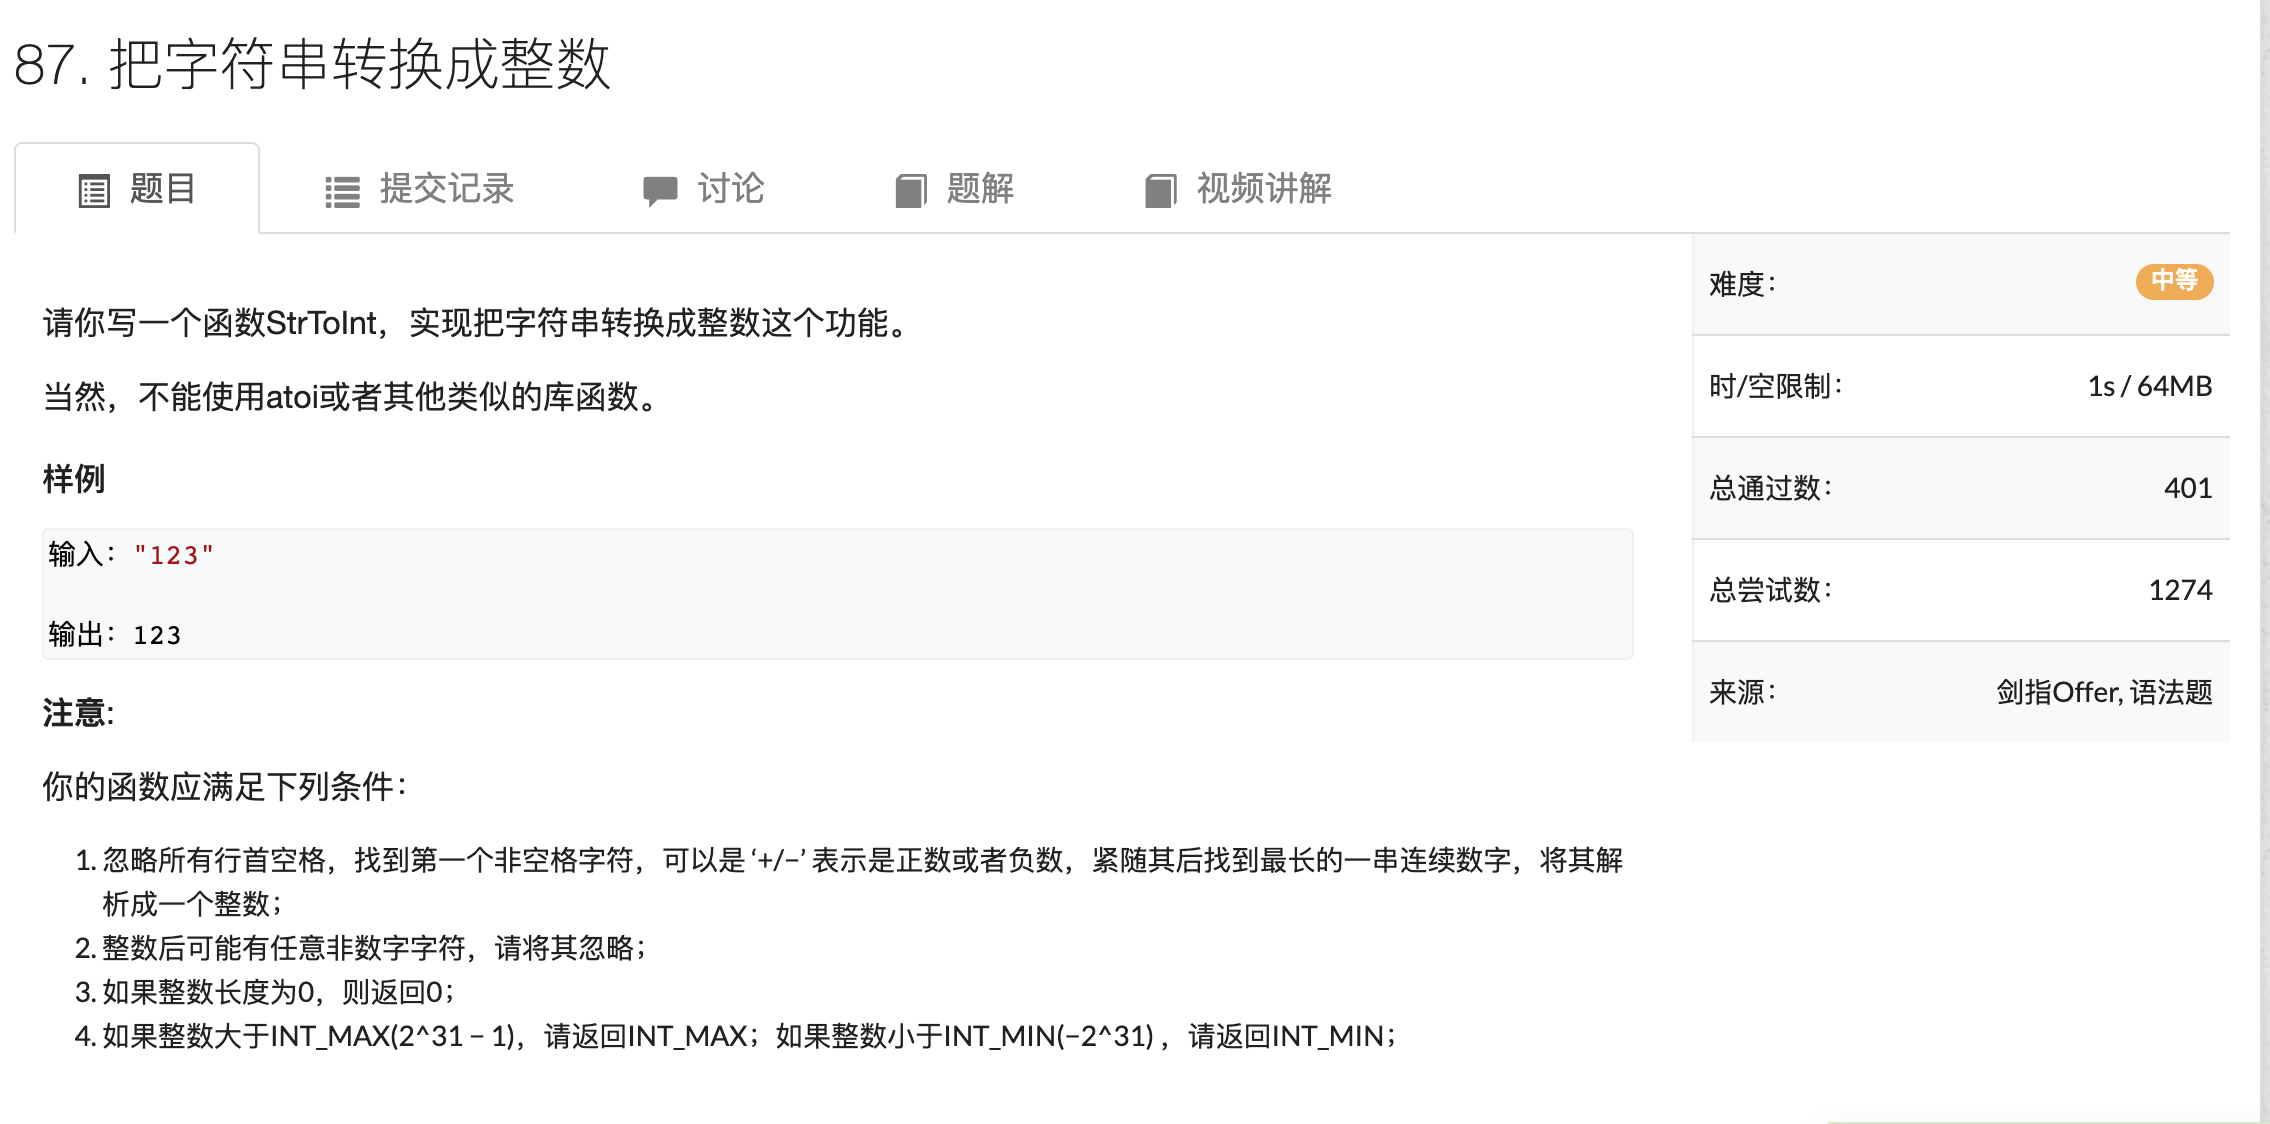 87. 把字符串转换成整数
题目 提交记录 讨论 题解 视频讲解
请你写一个函数StrToInt，实现把字符串转换成整数这个功能。
当然，不能使用atoi或者其他类似的库函数。
样例
输入："123"
输出：123
注意:
你的函数应满足下列条件：
1. 忽略所有行首空格，找到第一个非空格字符，可以是 ‘+/−’ 表示是正数或者负数，紧随其后找到最长的一串连续数字，将其解
析成一个整数；
2. 整数后可能有任意非数字字符，请将其忽略；
3. 如果整数长度为0，则返回0；
4. 如果整数大于INT_MAX(2^31 − 1)，请返回INT_MAX；如果整数小于INT_MIN(−2^31) ，请返回INT_MIN；
难度： 中等
时/空限制： 1s / 64MB
总通过数： 401
总尝试数： 1274
来源： 剑指Offer, 语法题